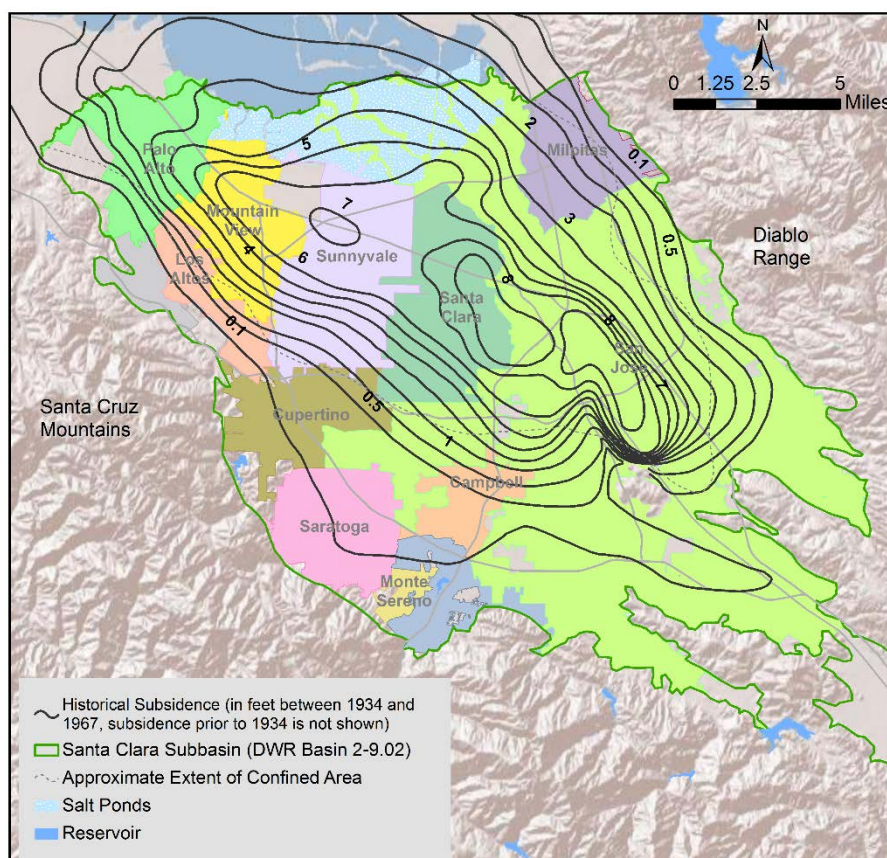 N
0 1.25 2.5 5
Miles
2
5
Palo
Alto
Milpitas
0.1
7
3
Mountain
View
Diablo
Range
4
0.5
6
Sunnyvale
Los
Altos
8
Santa
Clara
8
0.1
San
Jose
7
Santa Cruz
Mountains
Cupertino
0.5
1
Campbell
Saratoga
Monte
Sereno
Historical Subsidence (in feet between 1934 and
1967, subsidence prior to 1934 is not shown)
Santa Clara Subbasin (DWR Basin 2-9.02)
Approximate Extent of Confined Area
Salt Ponds
Reservoir